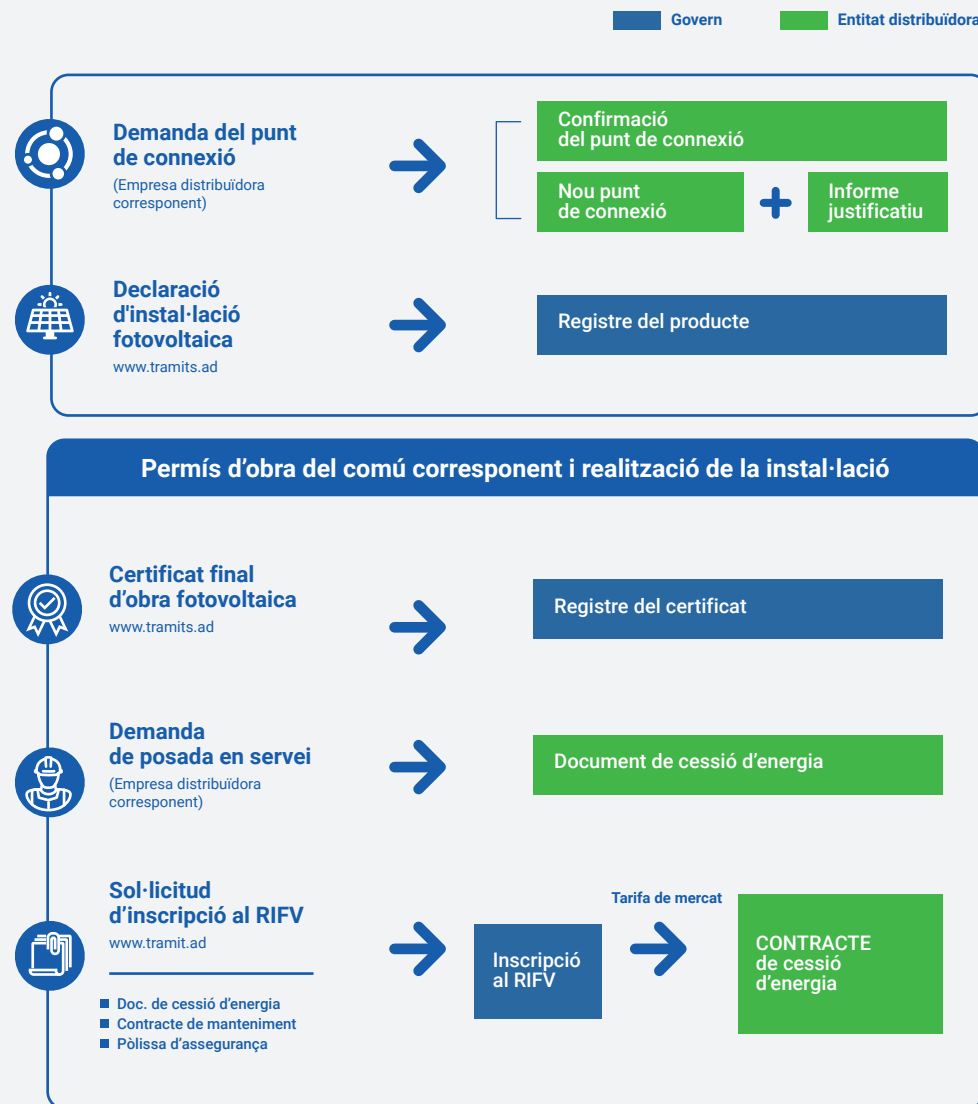 Govern
Entitat distribuïdora
Demanda del punt
de connexió
(Empresa distribuïdora
corresponent)
Confirmació
del punt de connexió
Nou punt
de connexió
Informe
justificatiu
Declaració
d'instal·lació
fotovoltaica
www.tramits.ad
Registre del producte
Permís d’obra del comú corresponent i realització de la instal·lació
Certificat final
d’obra fotovoltaica
www.tramits.ad
Registre del certificat
Demanda
de posada en servei
(Empresa distribuïdora
corresponent)
Document de cessió d’energia
Sol·licitud
d’inscripció al RIFV
www.tramit.ad
Doc. de cessió d’energia
Contracte de manteniment
Pòlissa d’assegurança
Inscripció
al RIFV
Tarifa de mercat
CONTRACTE
de cessió
d’energia